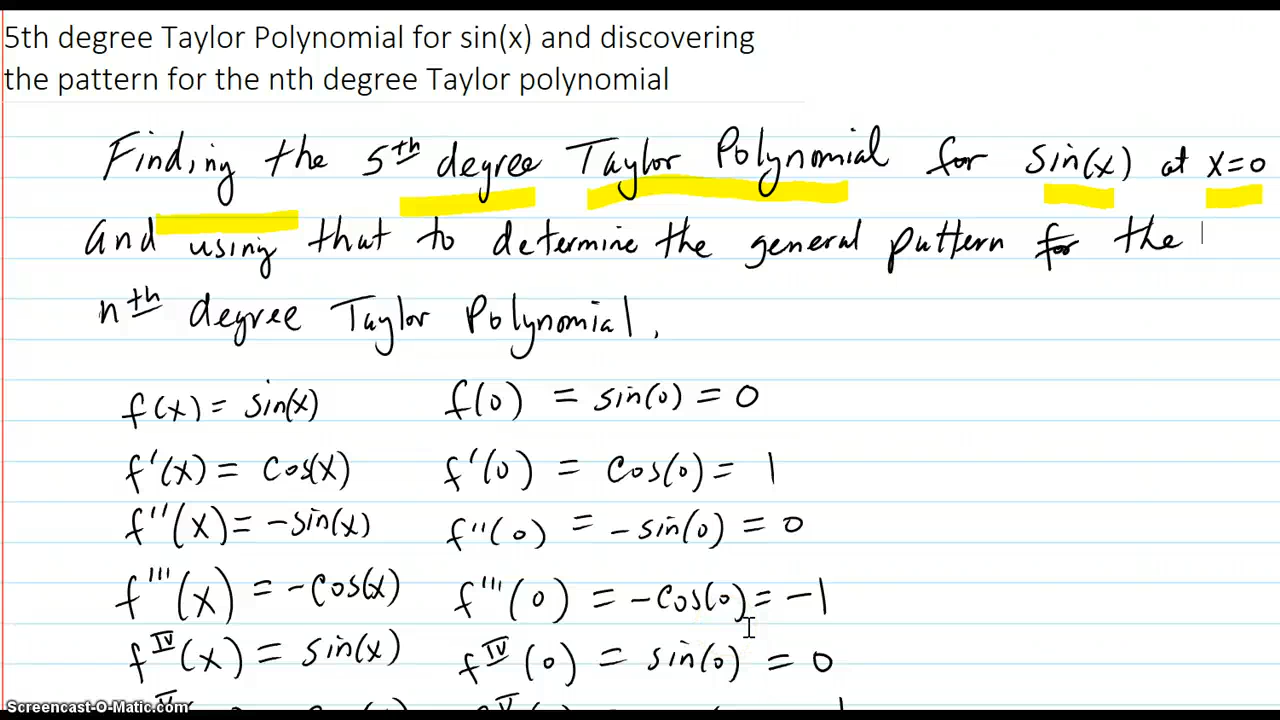 5th degree Taylor Polynomial for sin(x) and discovering
the pattern for the nth degree Taylor polynomial
Finding the 5th degree Taylor Polynomial for sin(x) at x=0
and using that to determine the general pattern for the
nth degree Taylor Polynomial.
f(x) = sin(x) f(0) = sin(0) = 0
f'(x) = cos(x) f'(0) = cos(0) = 1
f''(x) = -sin(x) f''(0) = -sin(0) = 0
f'''(x) = -cos(x) f'''(0) = -cos(0) = -1
f^IV(x) = sin(x) f^IV(0) = sin(0) = 0
Screencast-O-Matic.com